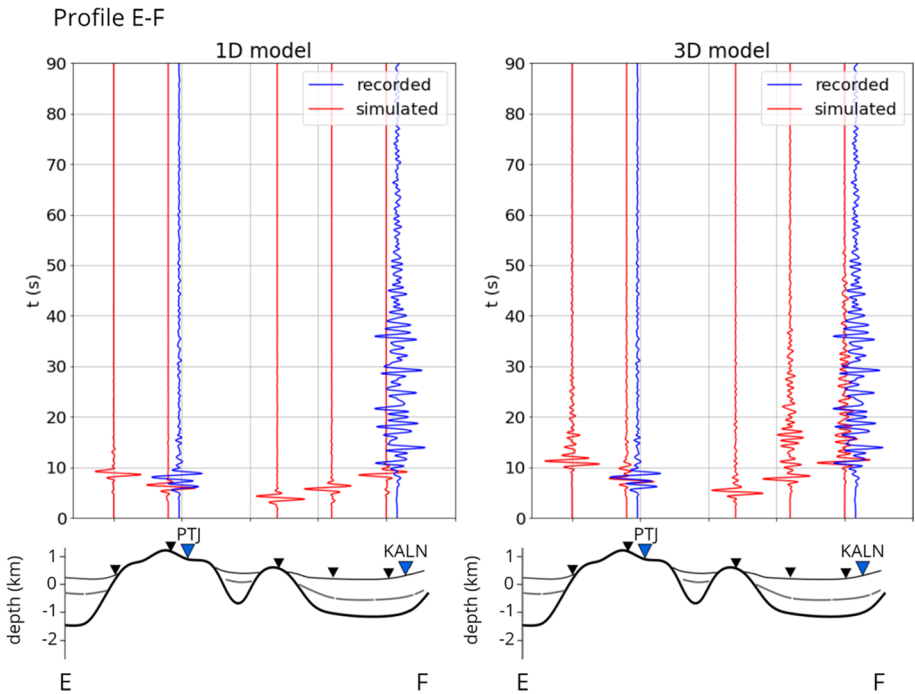 Profile E-F
1D model
3D model
t (s)
90
80
70
60
50
40
30
20
10
0
recorded
simulated
t (s)
90
80
70
60
50
40
30
20
10
0
recorded
simulated
depth (km)
1
0
-1
-2
PTJ
KALN
E
F
depth (km)
1
0
-1
-2
PTJ
KALN
E
F